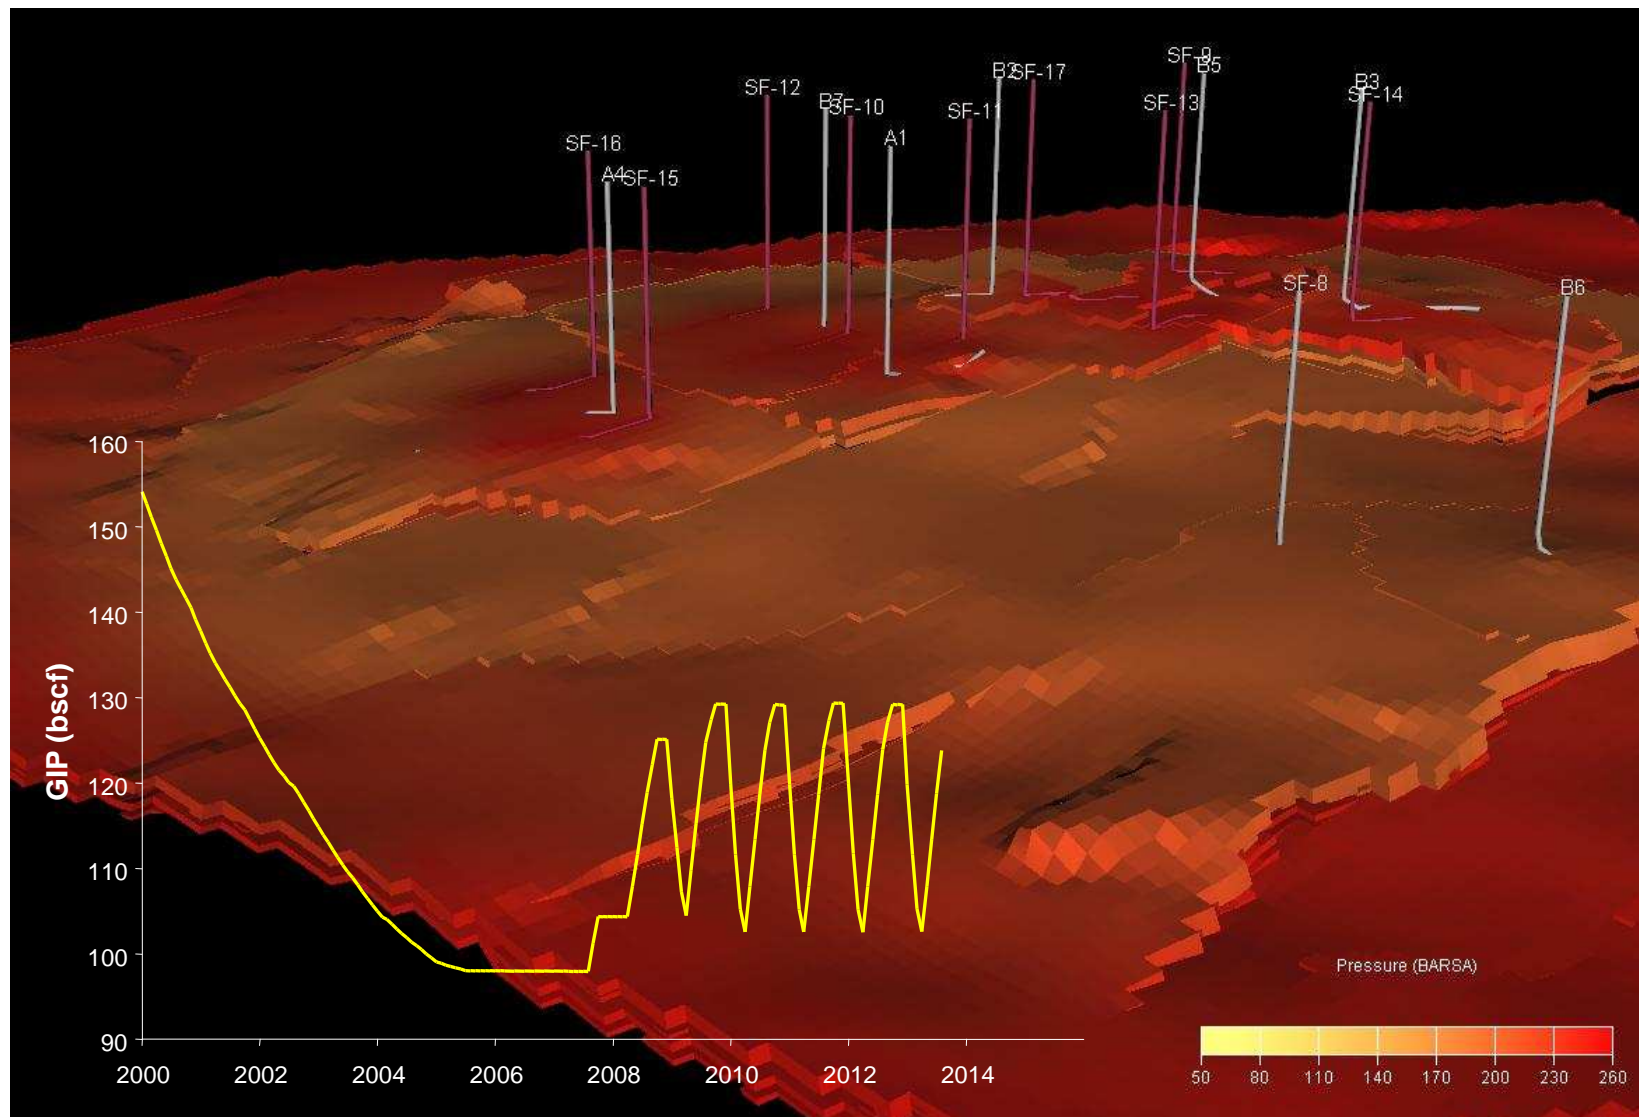 SF-9
B5
B2
SF-17
B3
SF-14
SF-12
B7
SF-10
SF-11
SF-13
A1
SF-16
A4
SF-15
SF-8
B6
160
150
140
130
120
110
100
90
GIP (bscf)
2000 2002 2004 2006 2008 2010 2012 2014
Pressure (BARSA)
50 80 110 140 170 200 230 260